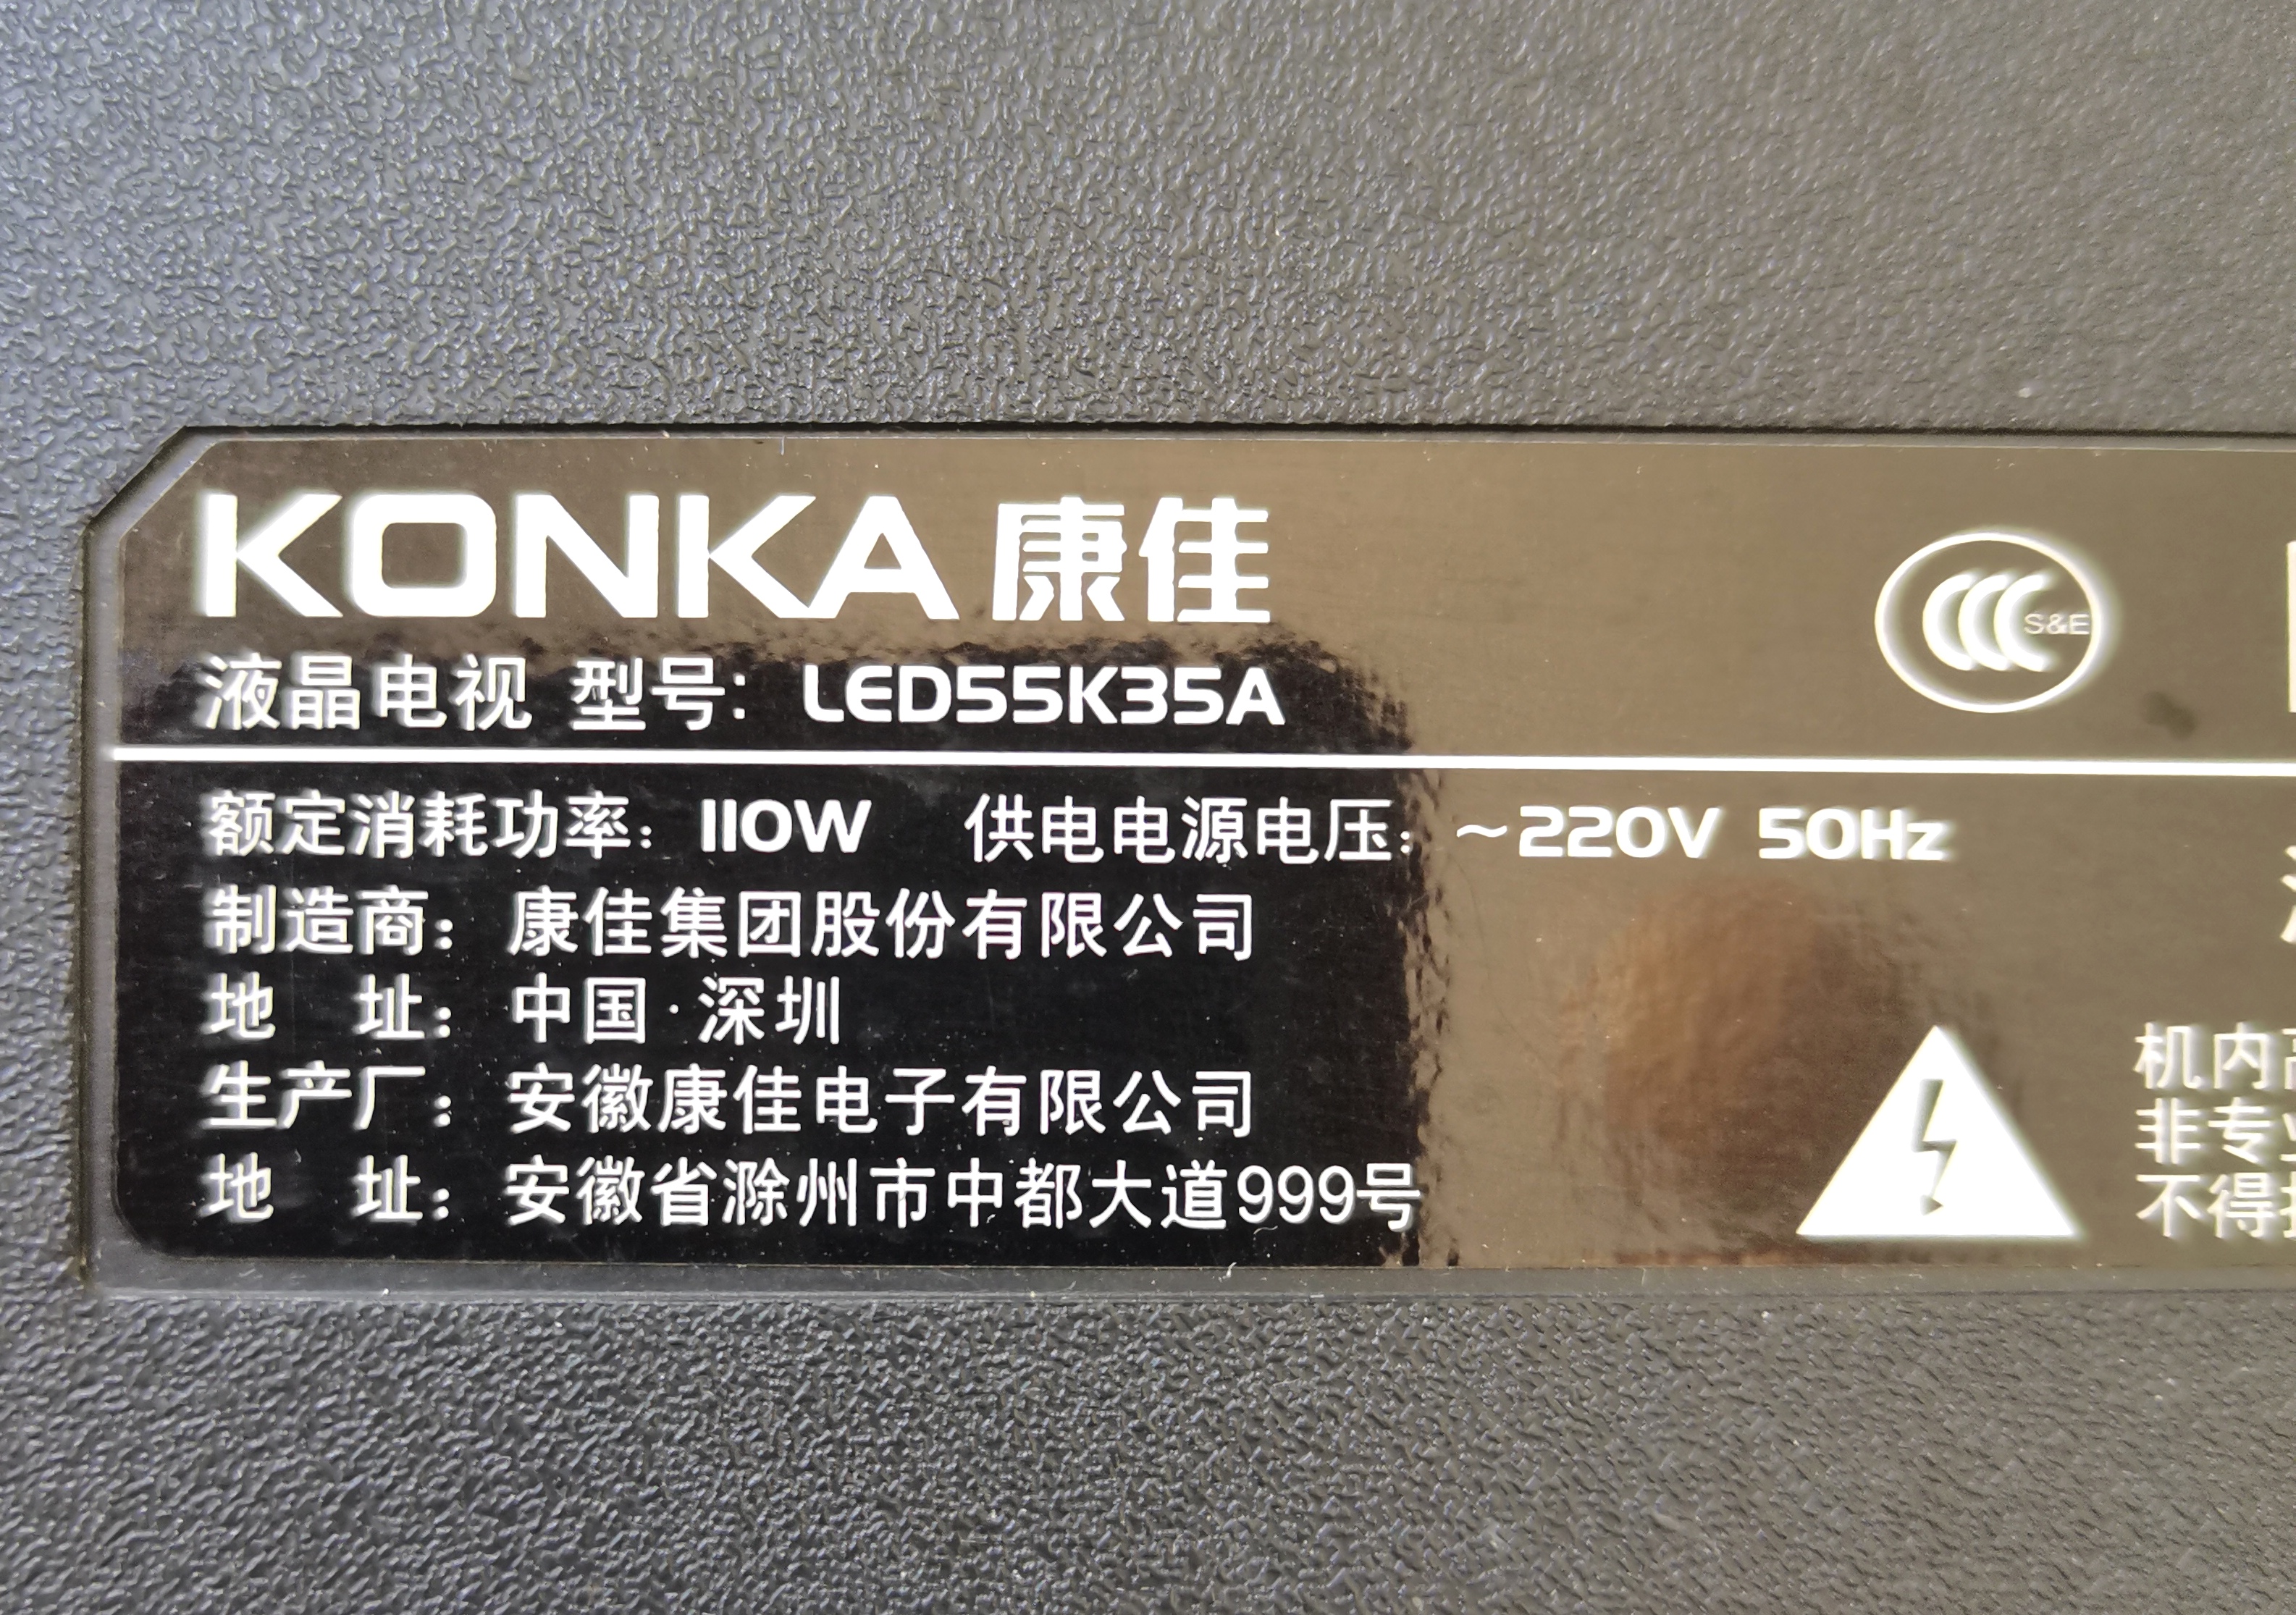 KONKA 康佳
S&E
液晶电视 型号: LED55K35A
额定消耗功率: 110W 供电电源电压: ~220V 50Hz
制造商: 康佳集团股份有限公司
地 址: 中国·深圳
生产厂: 安徽康佳电子有限公司
地 址: 安徽省滁州市中都大道999号
机内高
非专业
不得